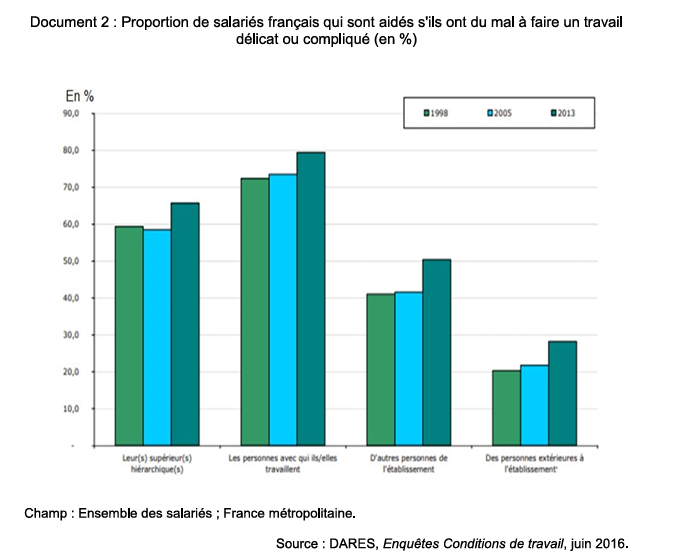 Document 2 : Proportion de salariés français qui sont aidés s'ils ont du mal à faire un travail
délicat ou compliqué (en %)
En %
90,0
80,0
70,0
60,0
50,0
40,0
30,0
20,0
10,0
-
1998 2005 2013
Leur(s) supérieur(s)
hiérarchique(s)
Les personnes avec qui ils/elles
travaillent
D'autres personnes de
l'établissement
Des personnes extérieures à
l'établissement
Champ : Ensemble des salariés ; France métropolitaine.
Source : DARES, Enquêtes Conditions de travail, juin 2016.